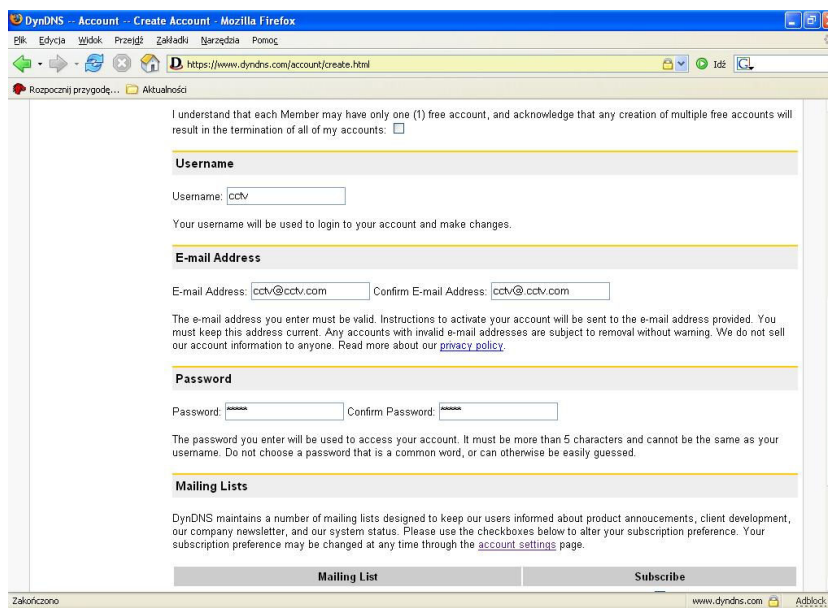 DynDNS -- Account -- Create Account - Mozilla Firefox
Plik Edycja Widok Przejdź Zakładki Narzędzia Pomoc
D https://www.dyndns.com/account/create.html Idź G
Rozpocznij przygodę... Aktualności
I understand that each Member may have only one (1) free account, and acknowledge that any creation of multiple free accounts will
result in the termination of all of my accounts:
Username
Username: cctv
Your username will be used to login to your account and make changes.
E-mail Address
E-mail Address: cctv@cctv.com Confirm E-mail Address: cctv@.cctv.com
The e-mail address you enter must be valid. Instructions to activate your account will be sent to the e-mail address provided. You
must keep this address current. Any accounts with invalid e-mail addresses are subject to removal without warning. We do not sell
our account information to anyone. Read more about our privacy policy.
Password
Password: ***** Confirm Password: *****
The password you enter will be used to access your account. It must be more than 5 characters and cannot be the same as your
username. Do not choose a password that is a common word, or can otherwise be easily guessed.
Mailing Lists
DynDNS maintains a number of mailing lists designed to keep our users informed about product annoucements, client development,
our company newsletter, and our system status. Please use the checkboxes below to alter your subscription preference. Your
subscription preference may be changed at any time through the account settings page.
Mailing List Subscribe
Zakończono www.dyndns.com Adblock